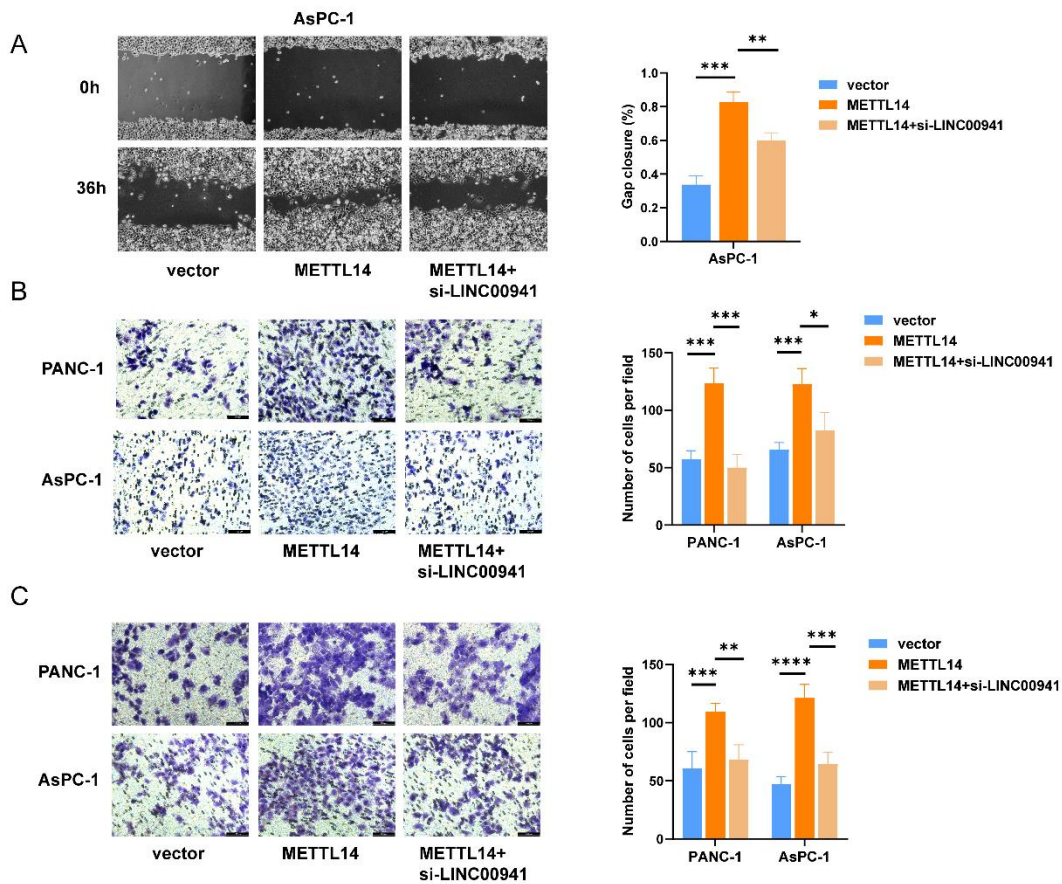 A
AsPC-1
0h
36h
vector
METTL14
METTL14+
si-LINC00941
Gap closure (%)
1.0
0.8
0.6
0.4
0.2
0.0
***
**
AsPC-1
vector
METTL14
METTL14+si-LINC00941
B
PANC-1
AsPC-1
vector
METTL14
METTL14+
si-LINC00941
Number of cells per field
150
100
50
0
***
***
***
*
PANC-1
AsPC-1
vector
METTL14
METTL14+si-LINC00941
C
PANC-1
AsPC-1
vector
METTL14
METTL14+
si-LINC00941
Number of cells per field
150
100
50
0
***
**
****
***
PANC-1
AsPC-1
vector
METTL14
METTL14+si-LINC00941